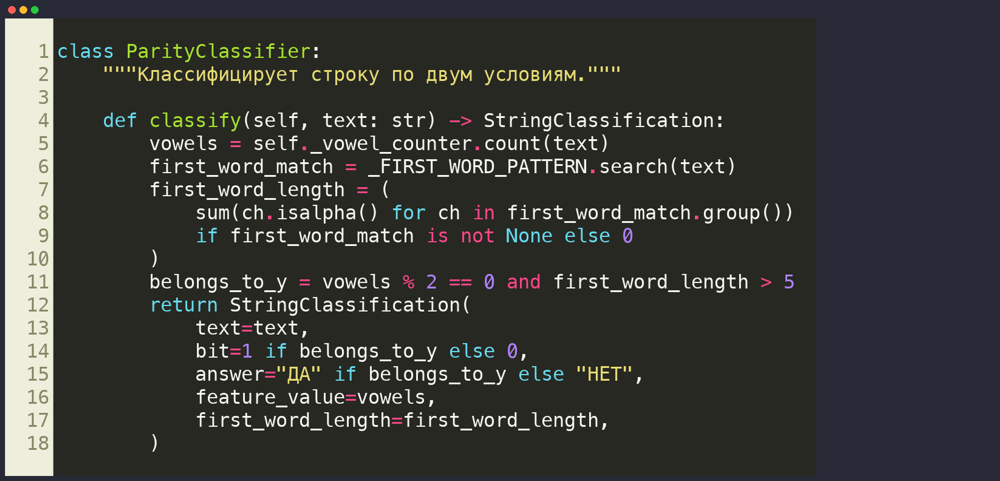 1 class ParityClassifier:
2     """Классифицирует строку по двум условиям."""
3
4     def classify(self, text: str) -> StringClassification:
5         vowels = self._vowel_counter.count(text)
6         first_word_match = _FIRST_WORD_PATTERN.search(text)
7         first_word_length = (
8             sum(ch.isalpha() for ch in first_word_match.group())
9             if first_word_match is not None else 0
10         )
11         belongs_to_y = vowels % 2 == 0 and first_word_length > 5
12         return StringClassification(
13             text=text,
14             bit=1 if belongs_to_y else 0,
15             answer="ДА" if belongs_to_y else "НЕТ",
16             feature_value=vowels,
17             first_word_length=first_word_length,
18         )